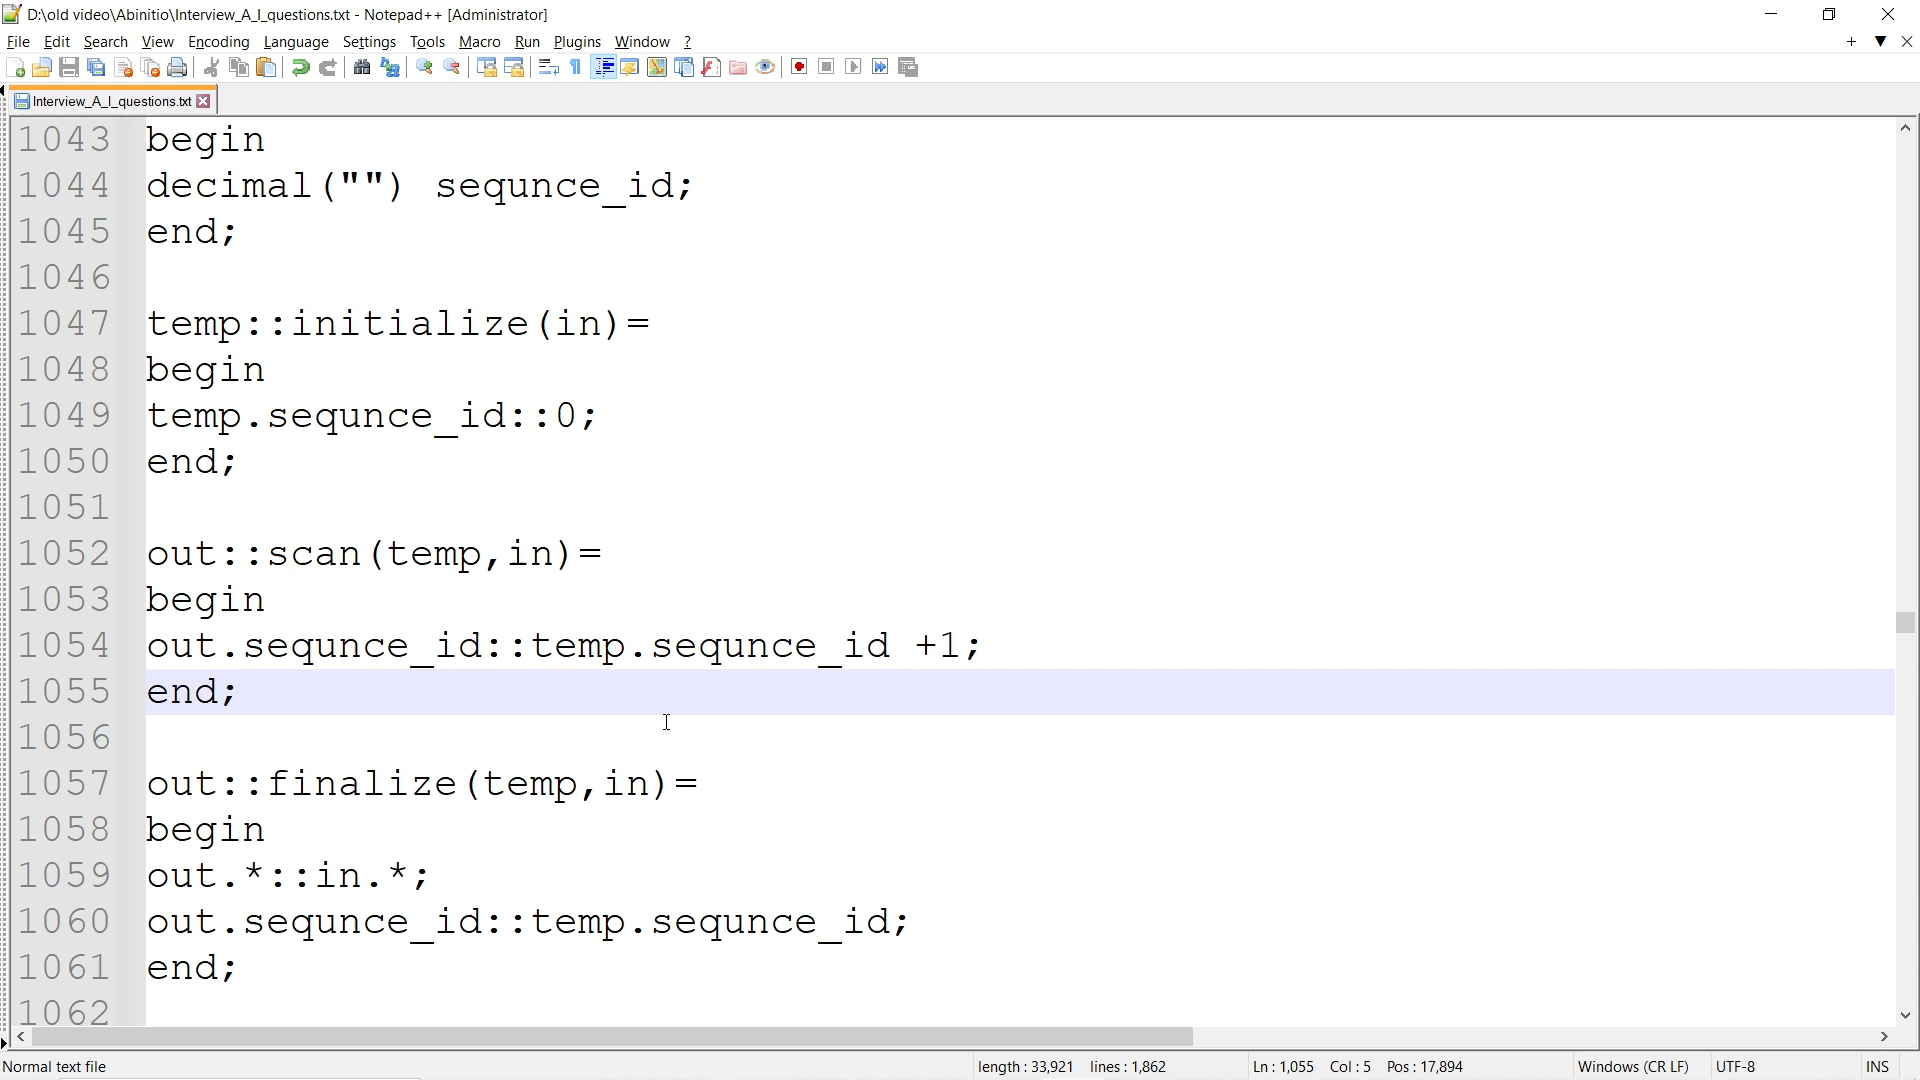 D:\old video\Abinitio\Interview_A_I_questions.txt - Notepad++ [Administrator]
File Edit Search View Encoding Language Settings Tools Macro Run Plugins Window ?
Interview_A_I_questions.txt
1043 begin
1044 decimal("") sequnce_id;
1045 end;
1046
1047 temp::initialize(in)=
1048 begin
1049 temp.sequnce_id::0;
1050 end;
1051
1052 out::scan(temp,in)=
1053 begin
1054 out.sequnce_id::temp.sequnce_id +1;
1055 end;
1056
1057 out::finalize(temp,in)=
1058 begin
1059 out.*::in.*;
1060 out.sequnce_id::temp.sequnce_id;
1061 end;
1062
Normal text file length : 33,921 lines : 1,862 Ln : 1,055 Col : 5 Pos : 17,894 Windows (CR LF) UTF-8 INS